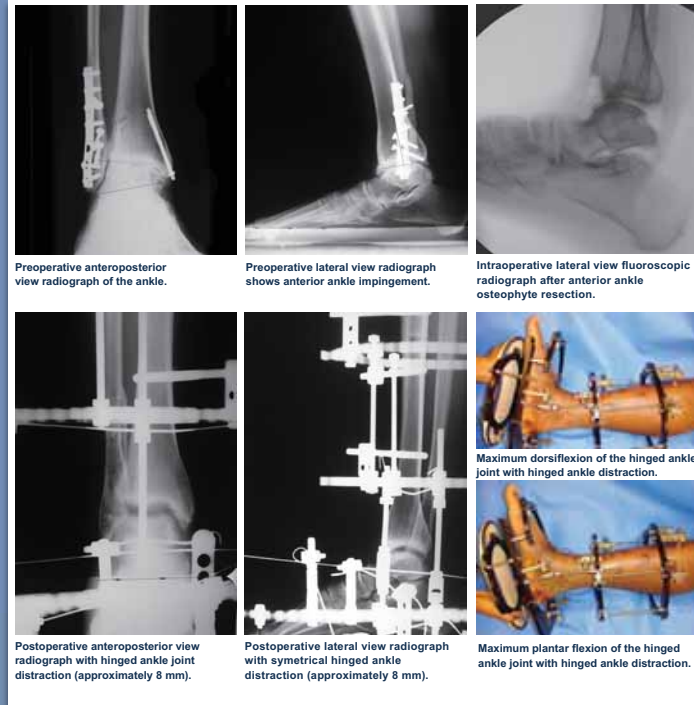 Preoperative anteroposterior
view radiograph of the ankle.
Preoperative lateral view radiograph
shows anterior ankle impingement.
Intraoperative lateral view fluoroscopic
radiograph after anterior ankle
osteophyte resection.
Maximum dorsiflexion of the hinged ankle
joint with hinged ankle distraction.
Postoperative anteroposterior view
radiograph with hinged ankle joint
distraction (approximately 8 mm).
Postoperative lateral view radiograph
with symetrical hinged ankle
distraction (approximately 8 mm).
Maximum plantar flexion of the hinged
ankle joint with hinged ankle distraction.